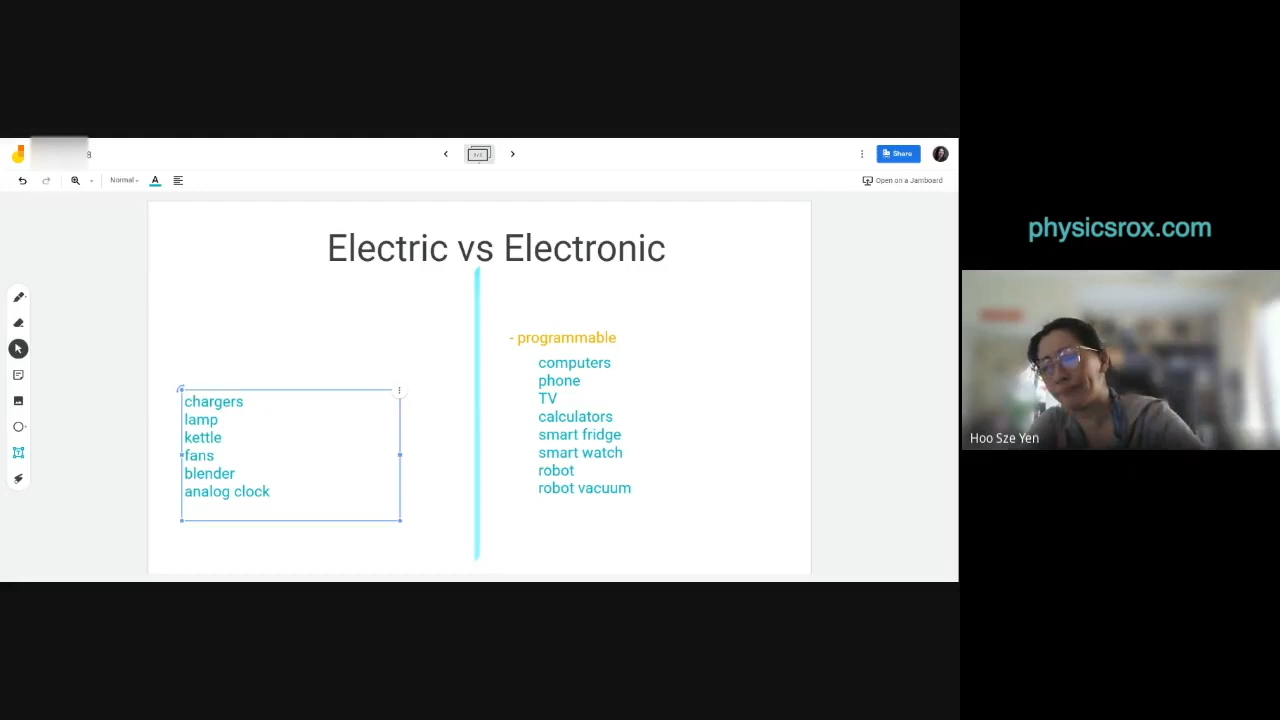 8
Share
Normal
A
Open on a Jamboard
Electric vs Electronic
- programmable
computers
phone
TV
calculators
smart fridge
smart watch
robot
robot vacuum
chargers
lamp
kettle
fans
blender
analog clock
physicsrox.com
Hoo Sze Yen